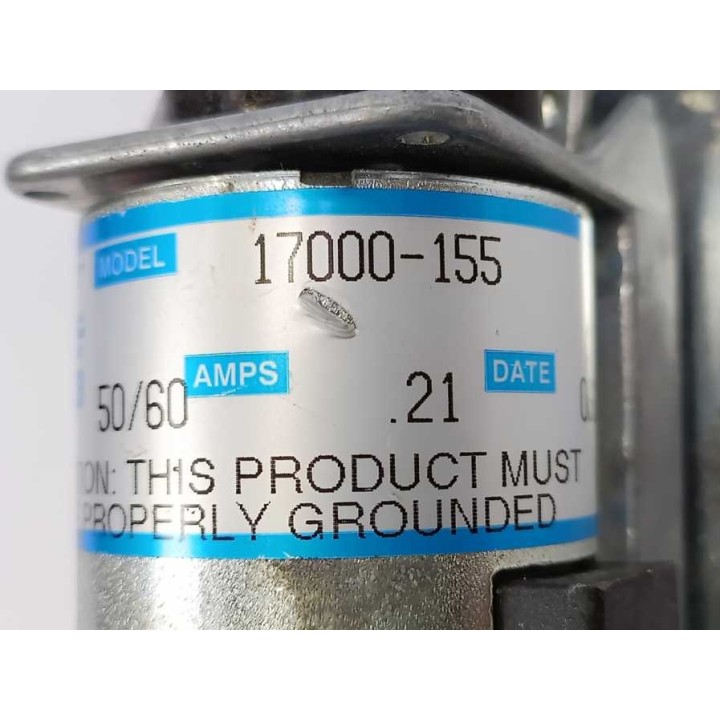 MODEL 17000-155
50/60 AMPS .21 DATE
ON: THIS PRODUCT MUST
PROPERLY GROUNDED